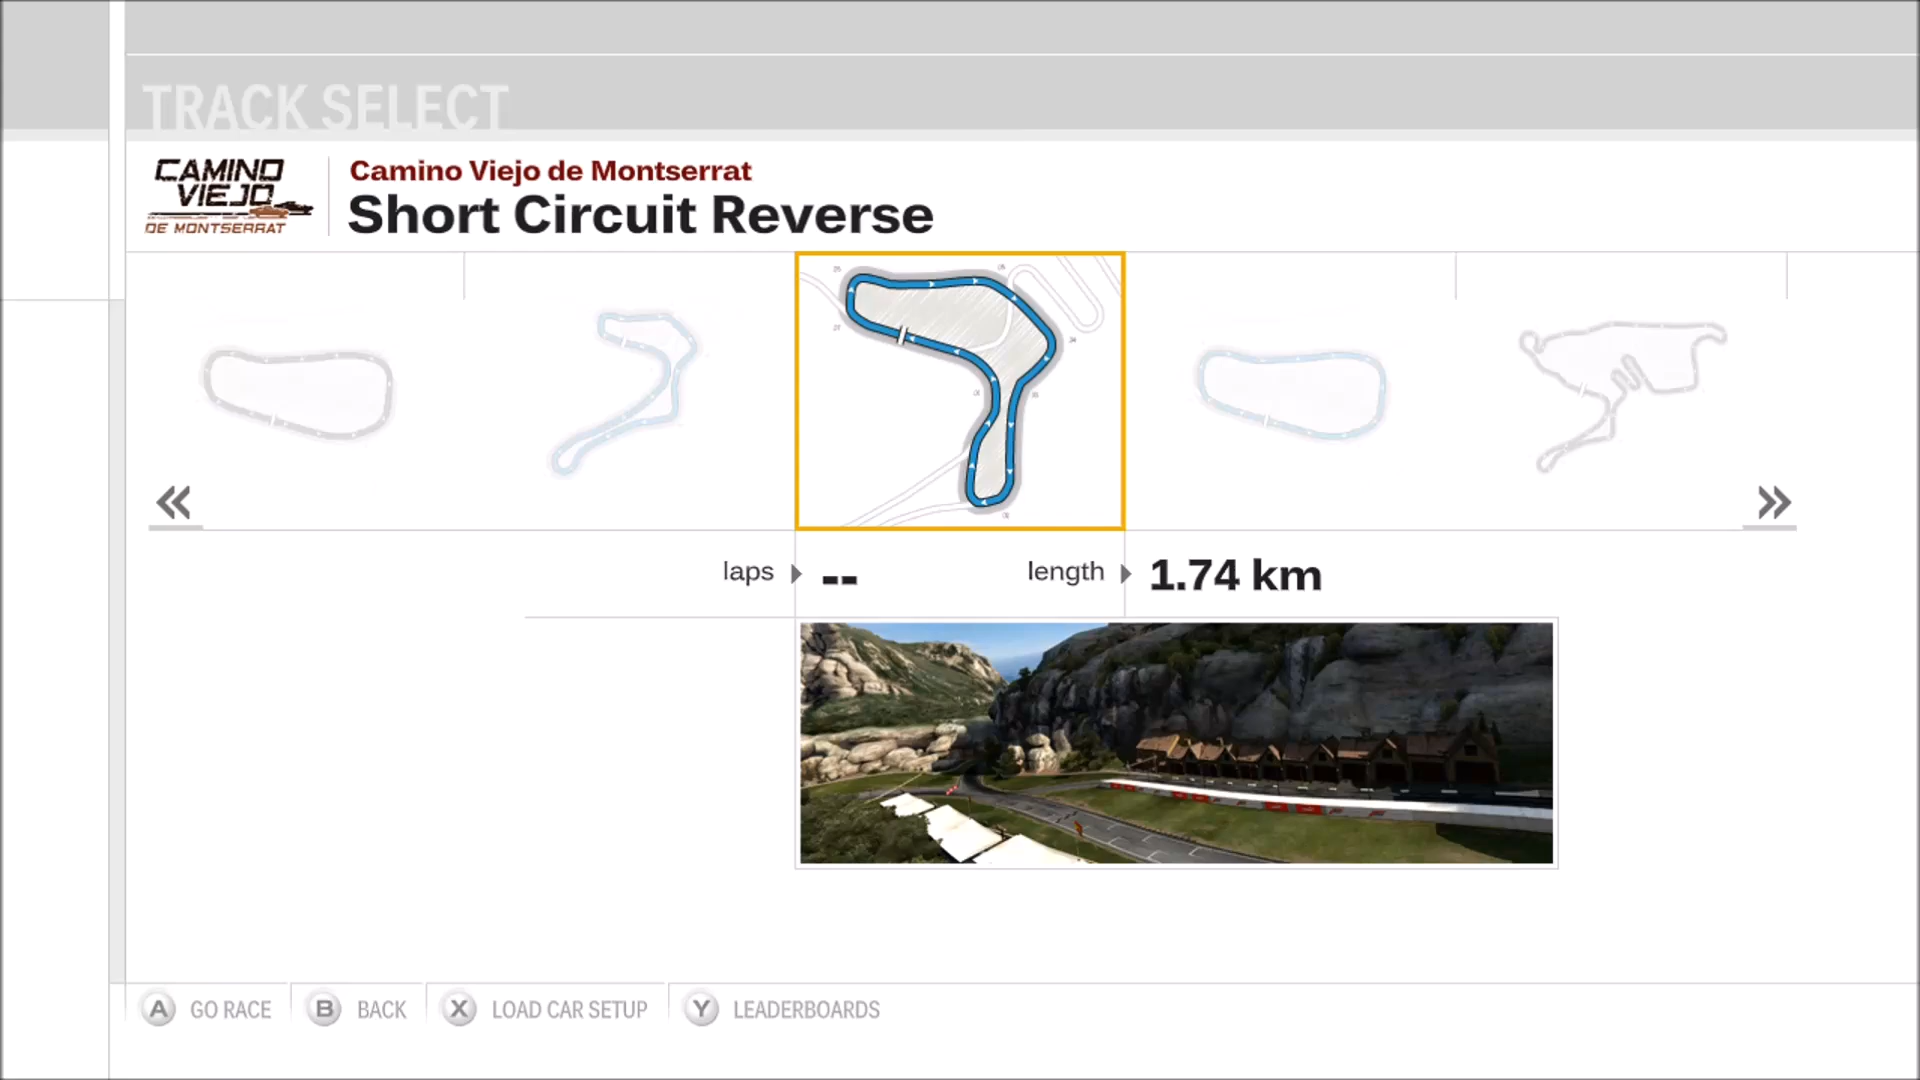 TRACK SELECT
CAMINO
VIEJO
DE MONTSERRAT
Camino Viejo de Montserrat
Short Circuit Reverse
laps --
length 1.74 km
A GO RACE B BACK X LOAD CAR SETUP Y LEADERBOARDS